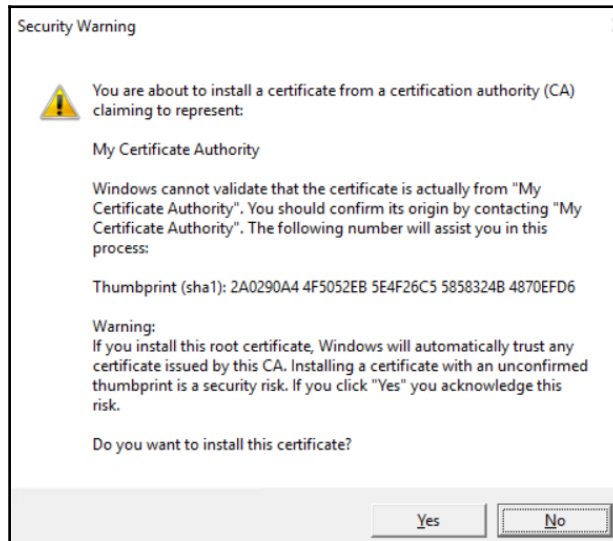 Security Warning
You are about to install a certificate from a certification authority (CA)
claiming to represent:
My Certificate Authority
Windows cannot validate that the certificate is actually from "My
Certificate Authority". You should confirm its origin by contacting "My
Certificate Authority". The following number will assist you in this
process:
Thumbprint (sha1): 2A0290A4 4F5052EB 5E4F26C5 5858324B 4870EFD6
Warning:
If you install this root certificate, Windows will automatically trust any
certificate issued by this CA. Installing a certificate with an unconfirmed
thumbprint is a security risk. If you click "Yes" you acknowledge this
risk.
Do you want to install this certificate?
Yes
No